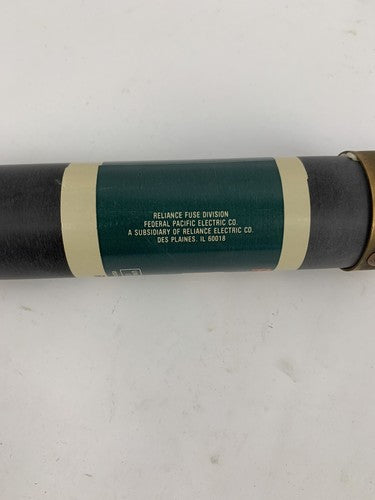 RELIANCE FUSE DIVISION
FEDERAL PACIFIC ELECTRIC CO.
A SUBSIDIARY OF RELIANCE ELECTRIC CO.
DES PLAINES, IL 60018